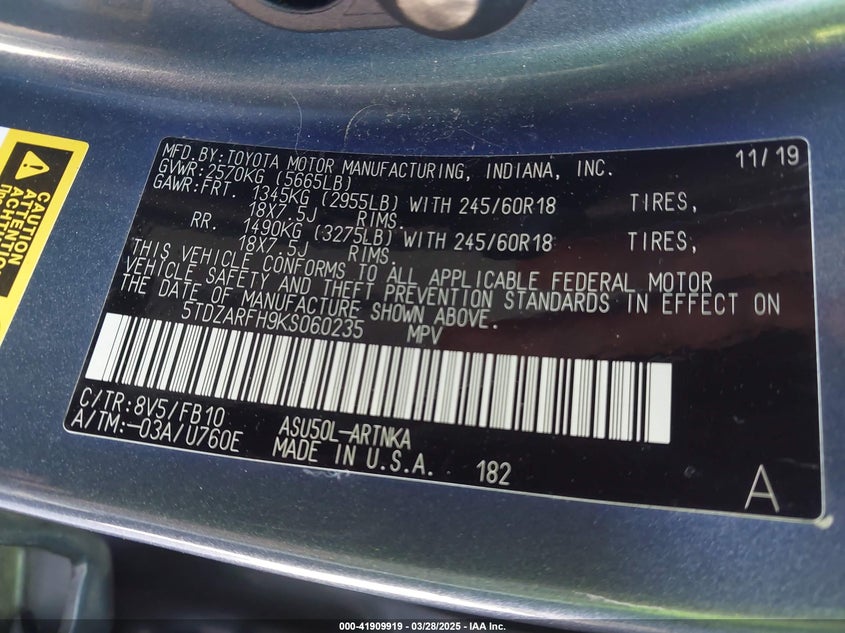 CAUTION
ATTENTION
MFD.BY:TOYOTA MOTOR MANUFACTURING, INDIANA, INC. 11/19
GVWR:2570KG (5665LB)
GAWR:FRT. 1345KG (2955LB) WITH 245/60R18 TIRES,
18X7.5J RIMS.
RR. 1490KG (3275LB) WITH 245/60R18 TIRES,
18X7.5J RIMS.
THIS VEHICLE CONFORMS TO ALL APPLICABLE FEDERAL MOTOR
VEHICLE SAFETY AND THEFT PREVENTION STANDARDS IN EFFECT ON
THE DATE OF MANUFACTURE SHOWN ABOVE.
5TDZARFH9KS060235 MPV
C/TR:8V5/FB10
A/TM:-03A/U760E
ASU50L-ARTNKA
MADE IN U.S.A. 182
A
000-41909919 - 03/28/2025 - IAA Inc.